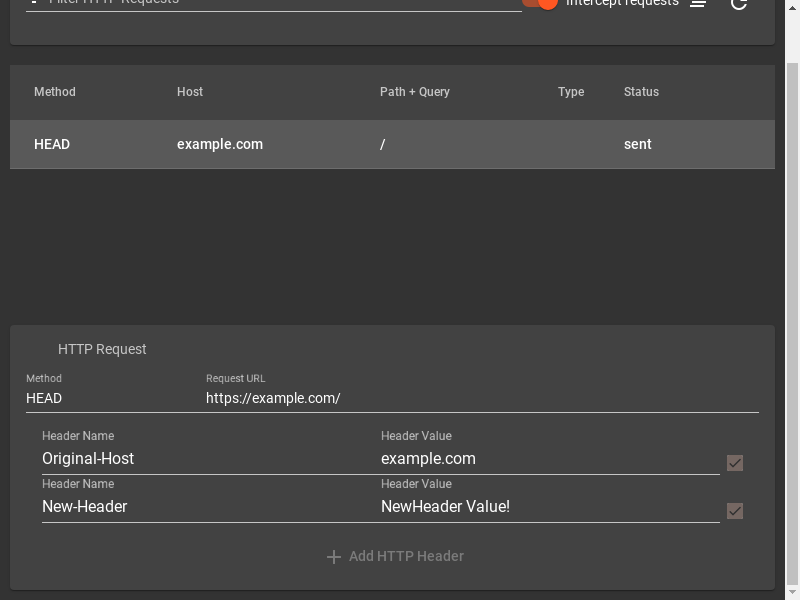 Filter HTTP Requests Intercept requests
Method Host Path + Query Type Status
HEAD example.com / sent
HTTP Request
Method Request URL
HEAD https://example.com/
Header Name Header Value
Original-Host example.com
Header Name Header Value
New-Header NewHeader Value!
Add HTTP Header